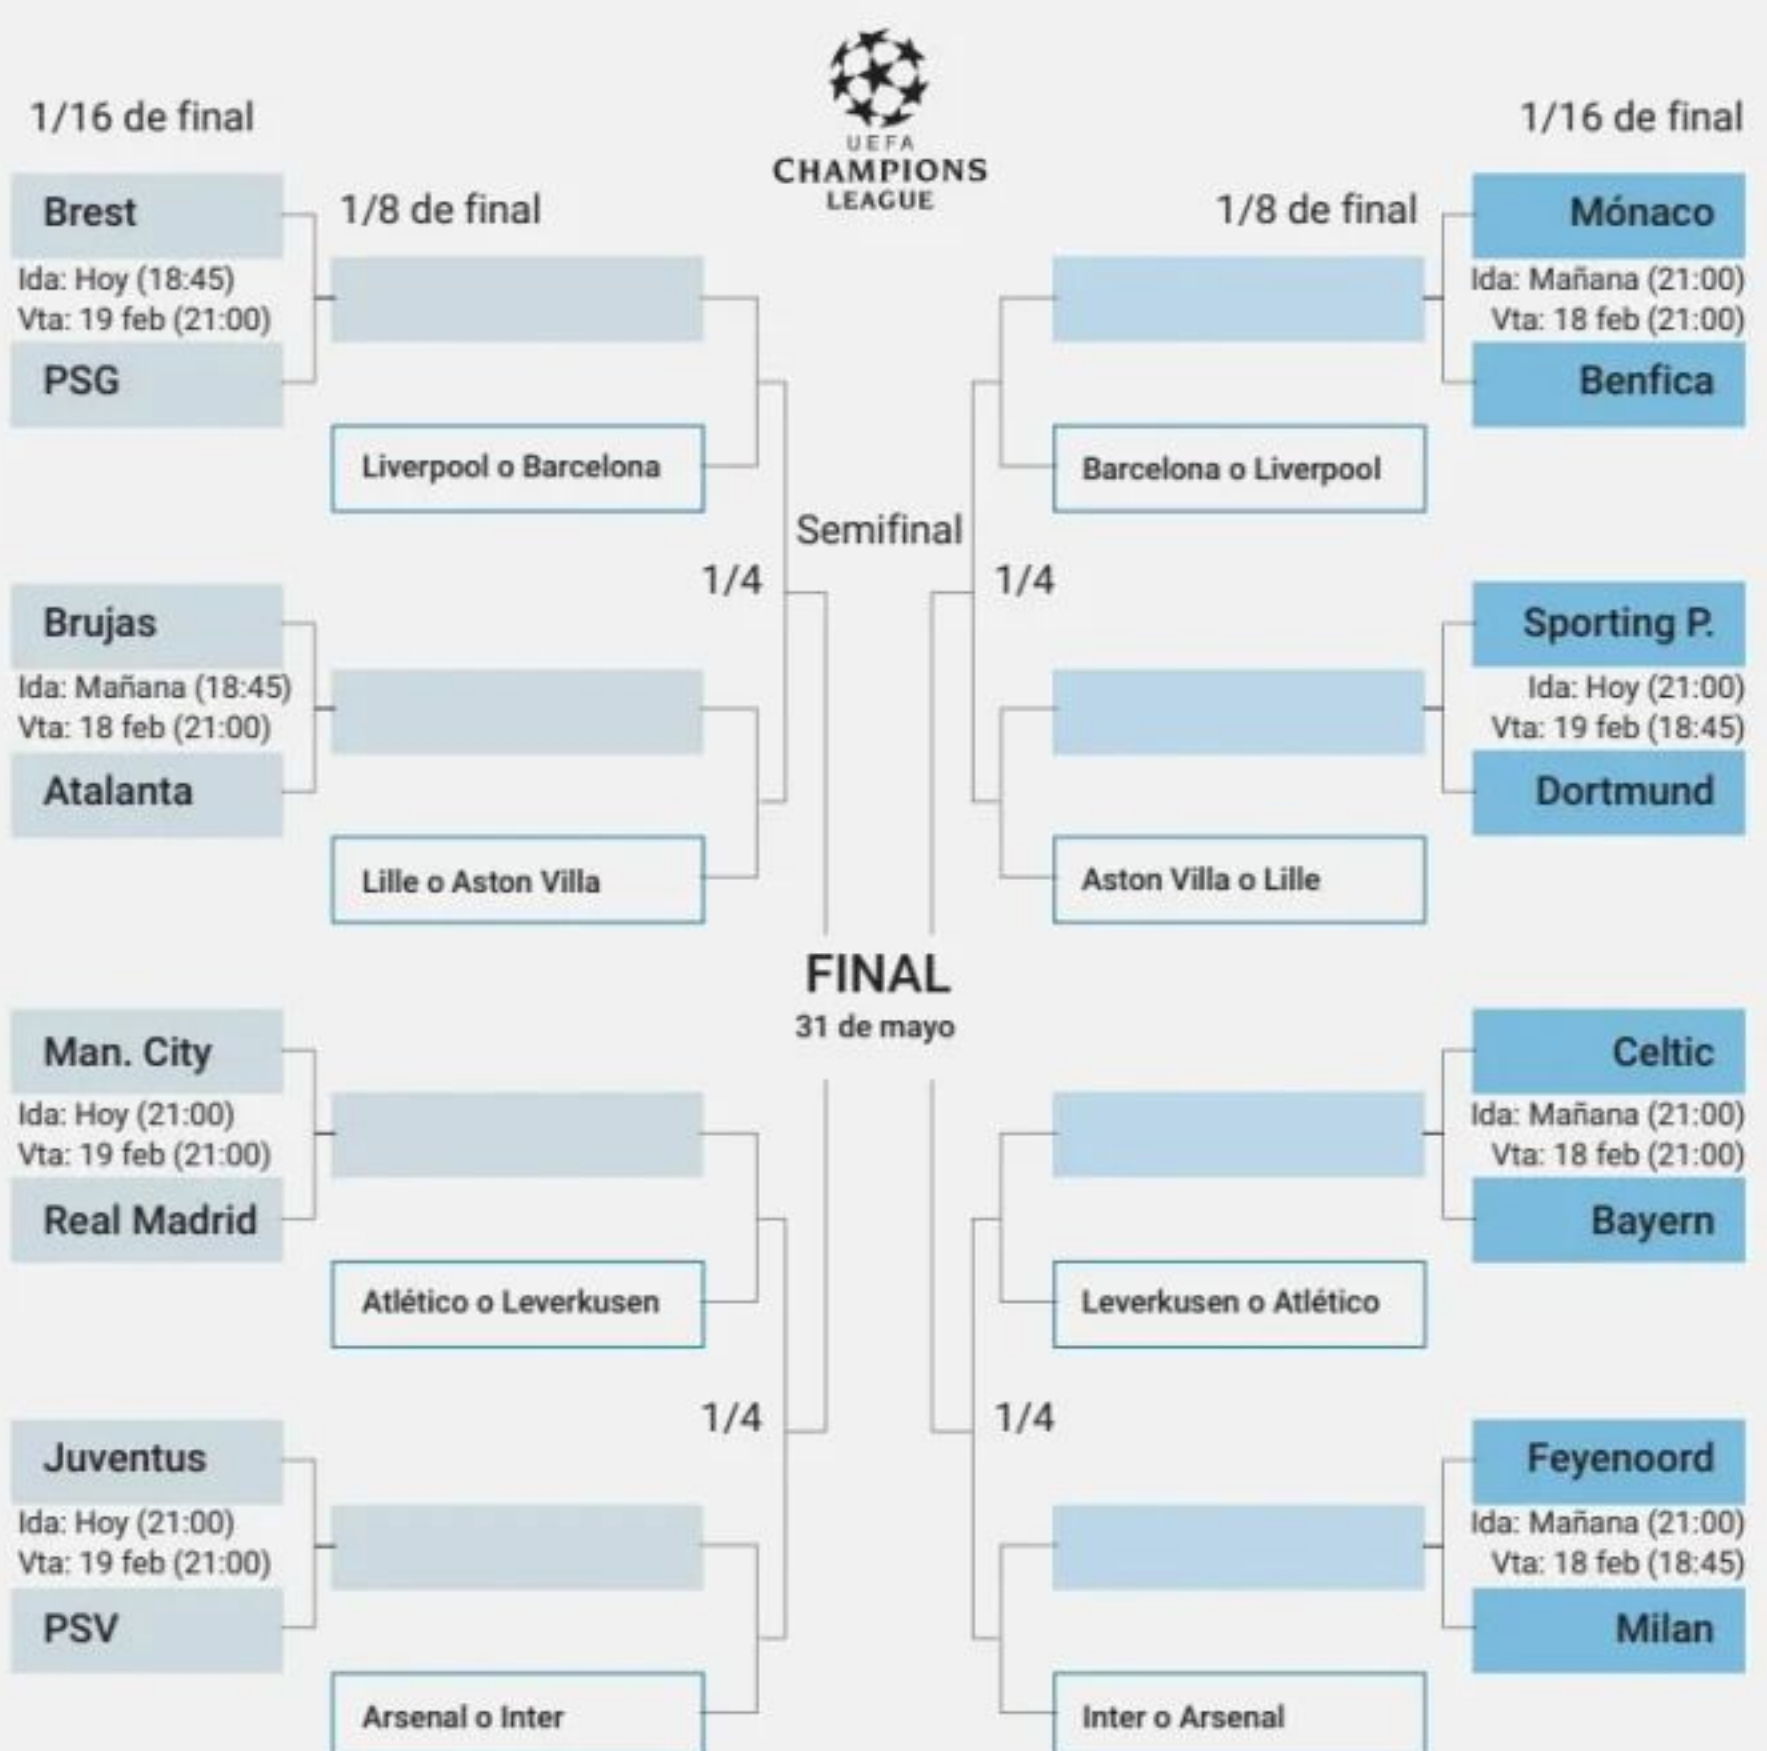 UEFA
CHAMPIONS
LEAGUE
1/16 de final
1/16 de final
Brest
1/8 de final
1/8 de final
Mónaco
Ida: Hoy (18:45)
Vta: 19 feb (21:00)
Ida: Mañana (21:00)
Vta: 18 feb (21:00)
PSG
Benfica
Liverpool o Barcelona
Barcelona o Liverpool
Semifinal
1/4
1/4
Brujas
Sporting P.
Ida: Mañana (18:45)
Vta: 18 feb (21:00)
Ida: Hoy (21:00)
Vta: 19 feb (18:45)
Atalanta
Dortmund
Lille o Aston Villa
Aston Villa o Lille
FINAL
31 de mayo
Man. City
Celtic
Ida: Hoy (21:00)
Vta: 19 feb (21:00)
Ida: Mañana (21:00)
Vta: 18 feb (21:00)
Real Madrid
Bayern
Atlético o Leverkusen
Leverkusen o Atlético
1/4
1/4
Juventus
Feyenoord
Ida: Hoy (21:00)
Vta: 19 feb (21:00)
Ida: Mañana (21:00)
Vta: 18 feb (18:45)
PSV
Milan
Arsenal o Inter
Inter o Arsenal